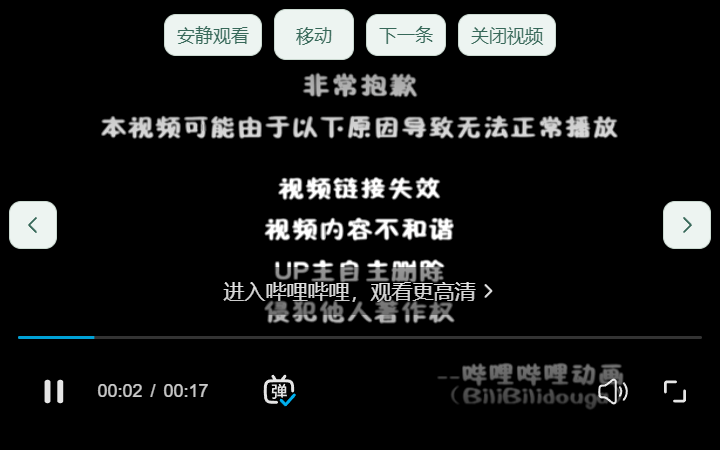 安静观看 移动 下一条 关闭视频
非常抱歉
本视频可能由于以下原因导致无法正常播放
视频链接失效
视频内容不和谐
UP主自主删除
进入哔哩哔哩，观看更高清
侵犯他人著作权
--哔哩哔哩动画
（BiliBilidouga
00:02 / 00:17
弹